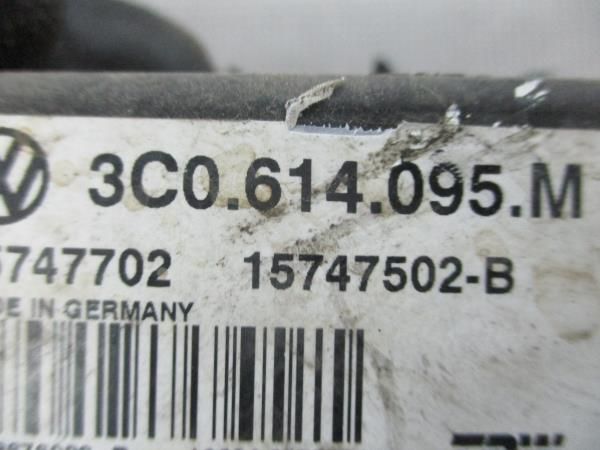 3C0.614.095.M
5747702 15747502-B
DE IN GERMANY